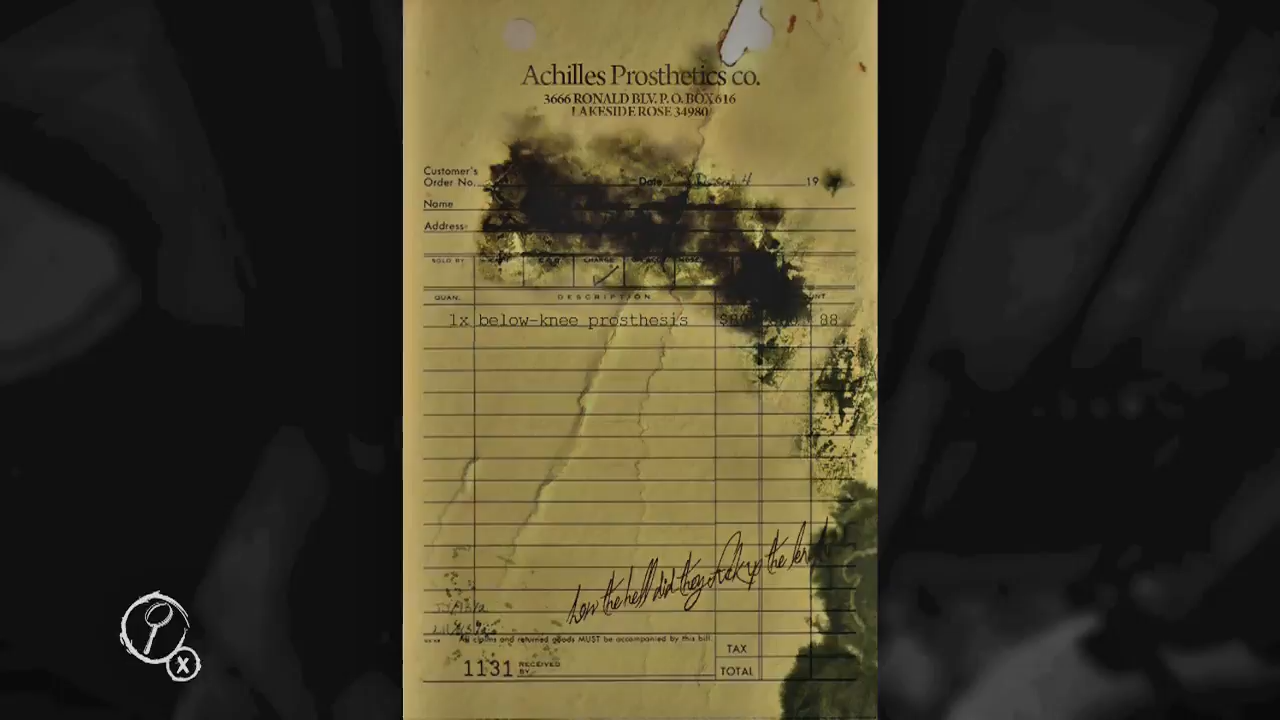 Achilles Prosthetics co.
3666 RONALD BLV. P. O. BOX 616
LAKESIDE ROSE 34980
Customer's
Order No. Date 4 19
Name
Address
SOLD BY CHARGE
QUAN. DESCRIPTION
1x below-knee prosthesis 88
how the hell did they fuck up the
All claims and returned goods MUST be accompanied by this bill.
TAX
1131 RECEIVED BY TOTAL
X